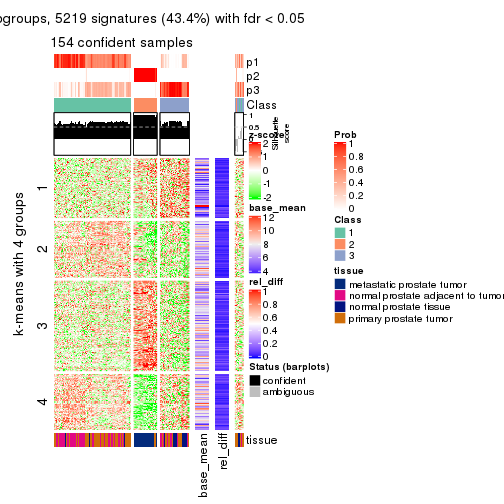 ogroups, 5219 signatures (43.4%) with fdr < 0.05
154 confident samples
p1
p2
p3
Class
1
0.5
0
Silhouette
score
z-score
2
1
0
-1
-2
base_mean
12
10
8
6
4
rel_diff
1
0.8
0.6
0.4
0.2
0
Status (barplots)
confident
ambiguous
Prob
1
0.8
0.6
0.4
0.2
0
Class
1
2
3
tissue
metastatic prostate tumor
normal prostate adjacent to tumor
normal prostate tissue
primary prostate tumor
k-means with 4 groups
1
2
3
4
tissue
base_mean
rel_diff